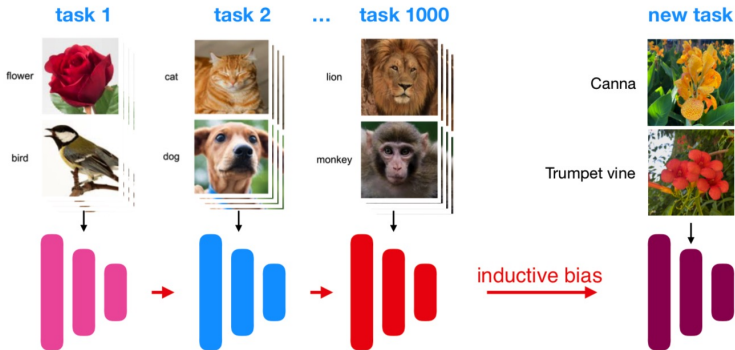 task 1
task 2
...
task 1000
new task
flower
cat
lion
Canna
bird
dog
monkey
Trumpet vine
inductive bias